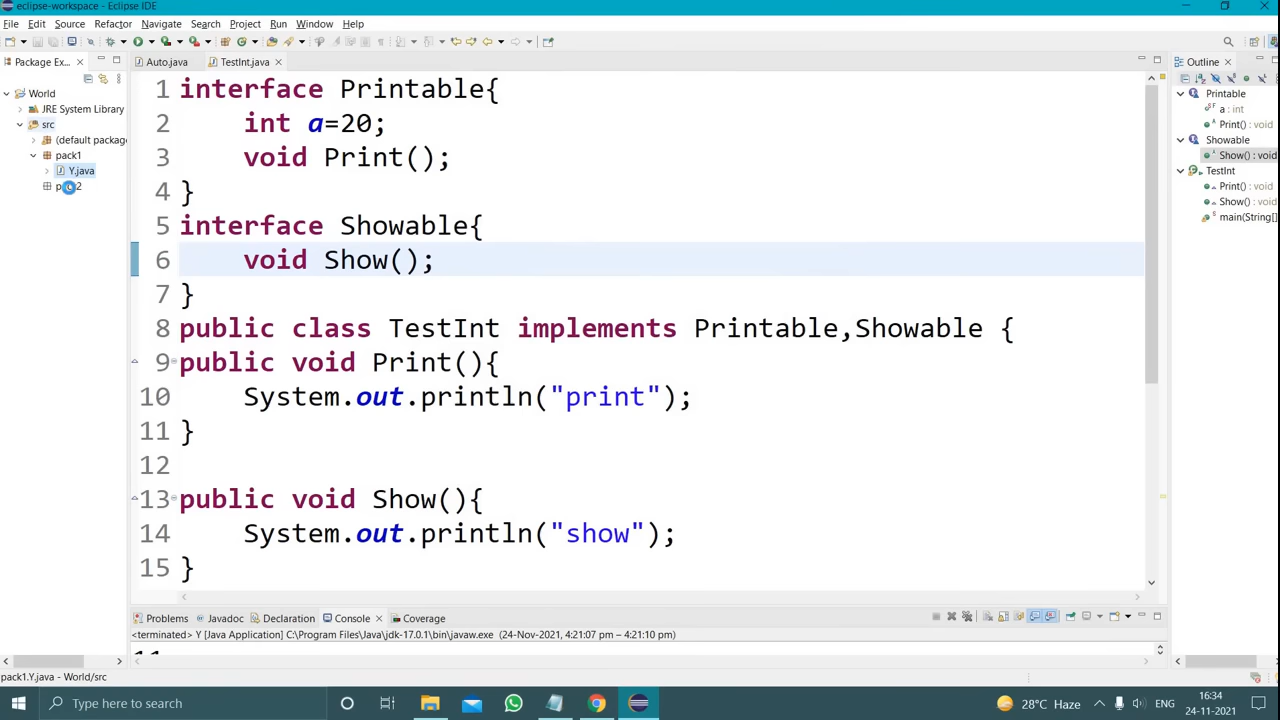 eclipse-workspace - Eclipse IDE
File Edit Source Refactor Navigate Search Project Run Window Help
Package Ex...
World
JRE System Library
src
(default package
pack1
Y.java
Auto.java
TestInt.java
1 interface Printable{
2 int a=20;
3 void Print();
4 }
5 interface Showable{
6 void Show();
7 }
8 public class TestInt implements Printable,Showable {
9 public void Print(){
10 System.out.println("print");
11 }
12
13 public void Show(){
14 System.out.println("show");
15 }
Outline
Printable
a : int
Print() : void
Showable
Show() : void
TestInt
Print() : void
Show() : void
main(String[]
Problems Javadoc Declaration Console Coverage
<terminated> Y [Java Application] C:\Program Files\Java\jdk-17.0.1\bin\javaw.exe (24-Nov-2021, 4:21:07 pm – 4:21:10 pm)
pack1.Y.java - World/src
Type here to search
28°C Haze
ENG
16:34
24-11-2021